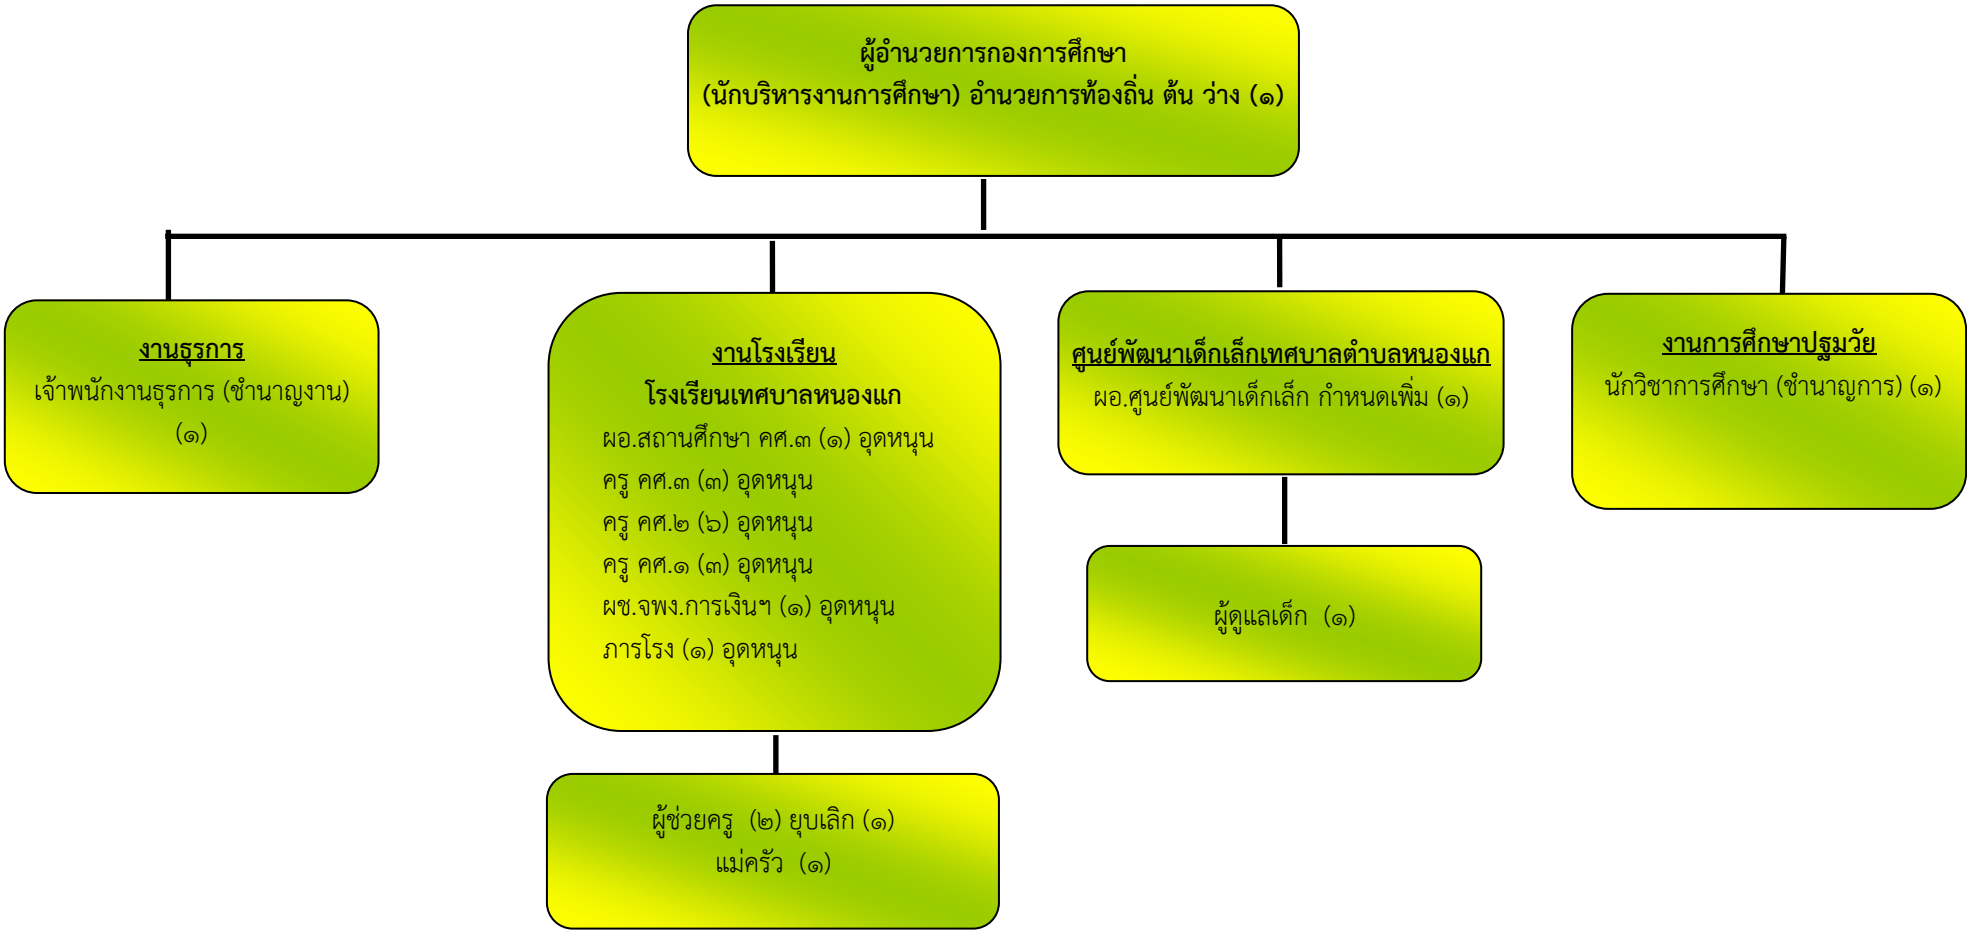 ผู้อำนวยการกองการศึกษา
(นักบริหารงานการศึกษา) อำนวยการท้องถิ่น ต้น ว่าง (๑)
งานธุรการ
เจ้าพนักงานธุรการ (ชำนาญงาน)
(๑)
งานโรงเรียน
โรงเรียนเทศบาลหนองแก
ผอ.สถานศึกษา คศ.๓ (๑) อุดหนุน
ครู คศ.๓ (๓) อุดหนุน
ครู คศ.๒ (๖) อุดหนุน
ครู คศ.๑ (๓) อุดหนุน
ผช.จพง.การเงินฯ (๑) อุดหนุน
ภารโรง (๑) อุดหนุน
ผู้ช่วยครู (๒) ยุบเลิก (๑)
แม่ครัว (๑)
ศูนย์พัฒนาเด็กเล็กเทศบาลตำบลหนองแก
ผอ.ศูนย์พัฒนาเด็กเล็ก กำหนดเพิ่ม (๑)
ผู้ดูแลเด็ก (๑)
งานการศึกษาปฐมวัย
นักวิชาการศึกษา (ชำนาญการ) (๑)